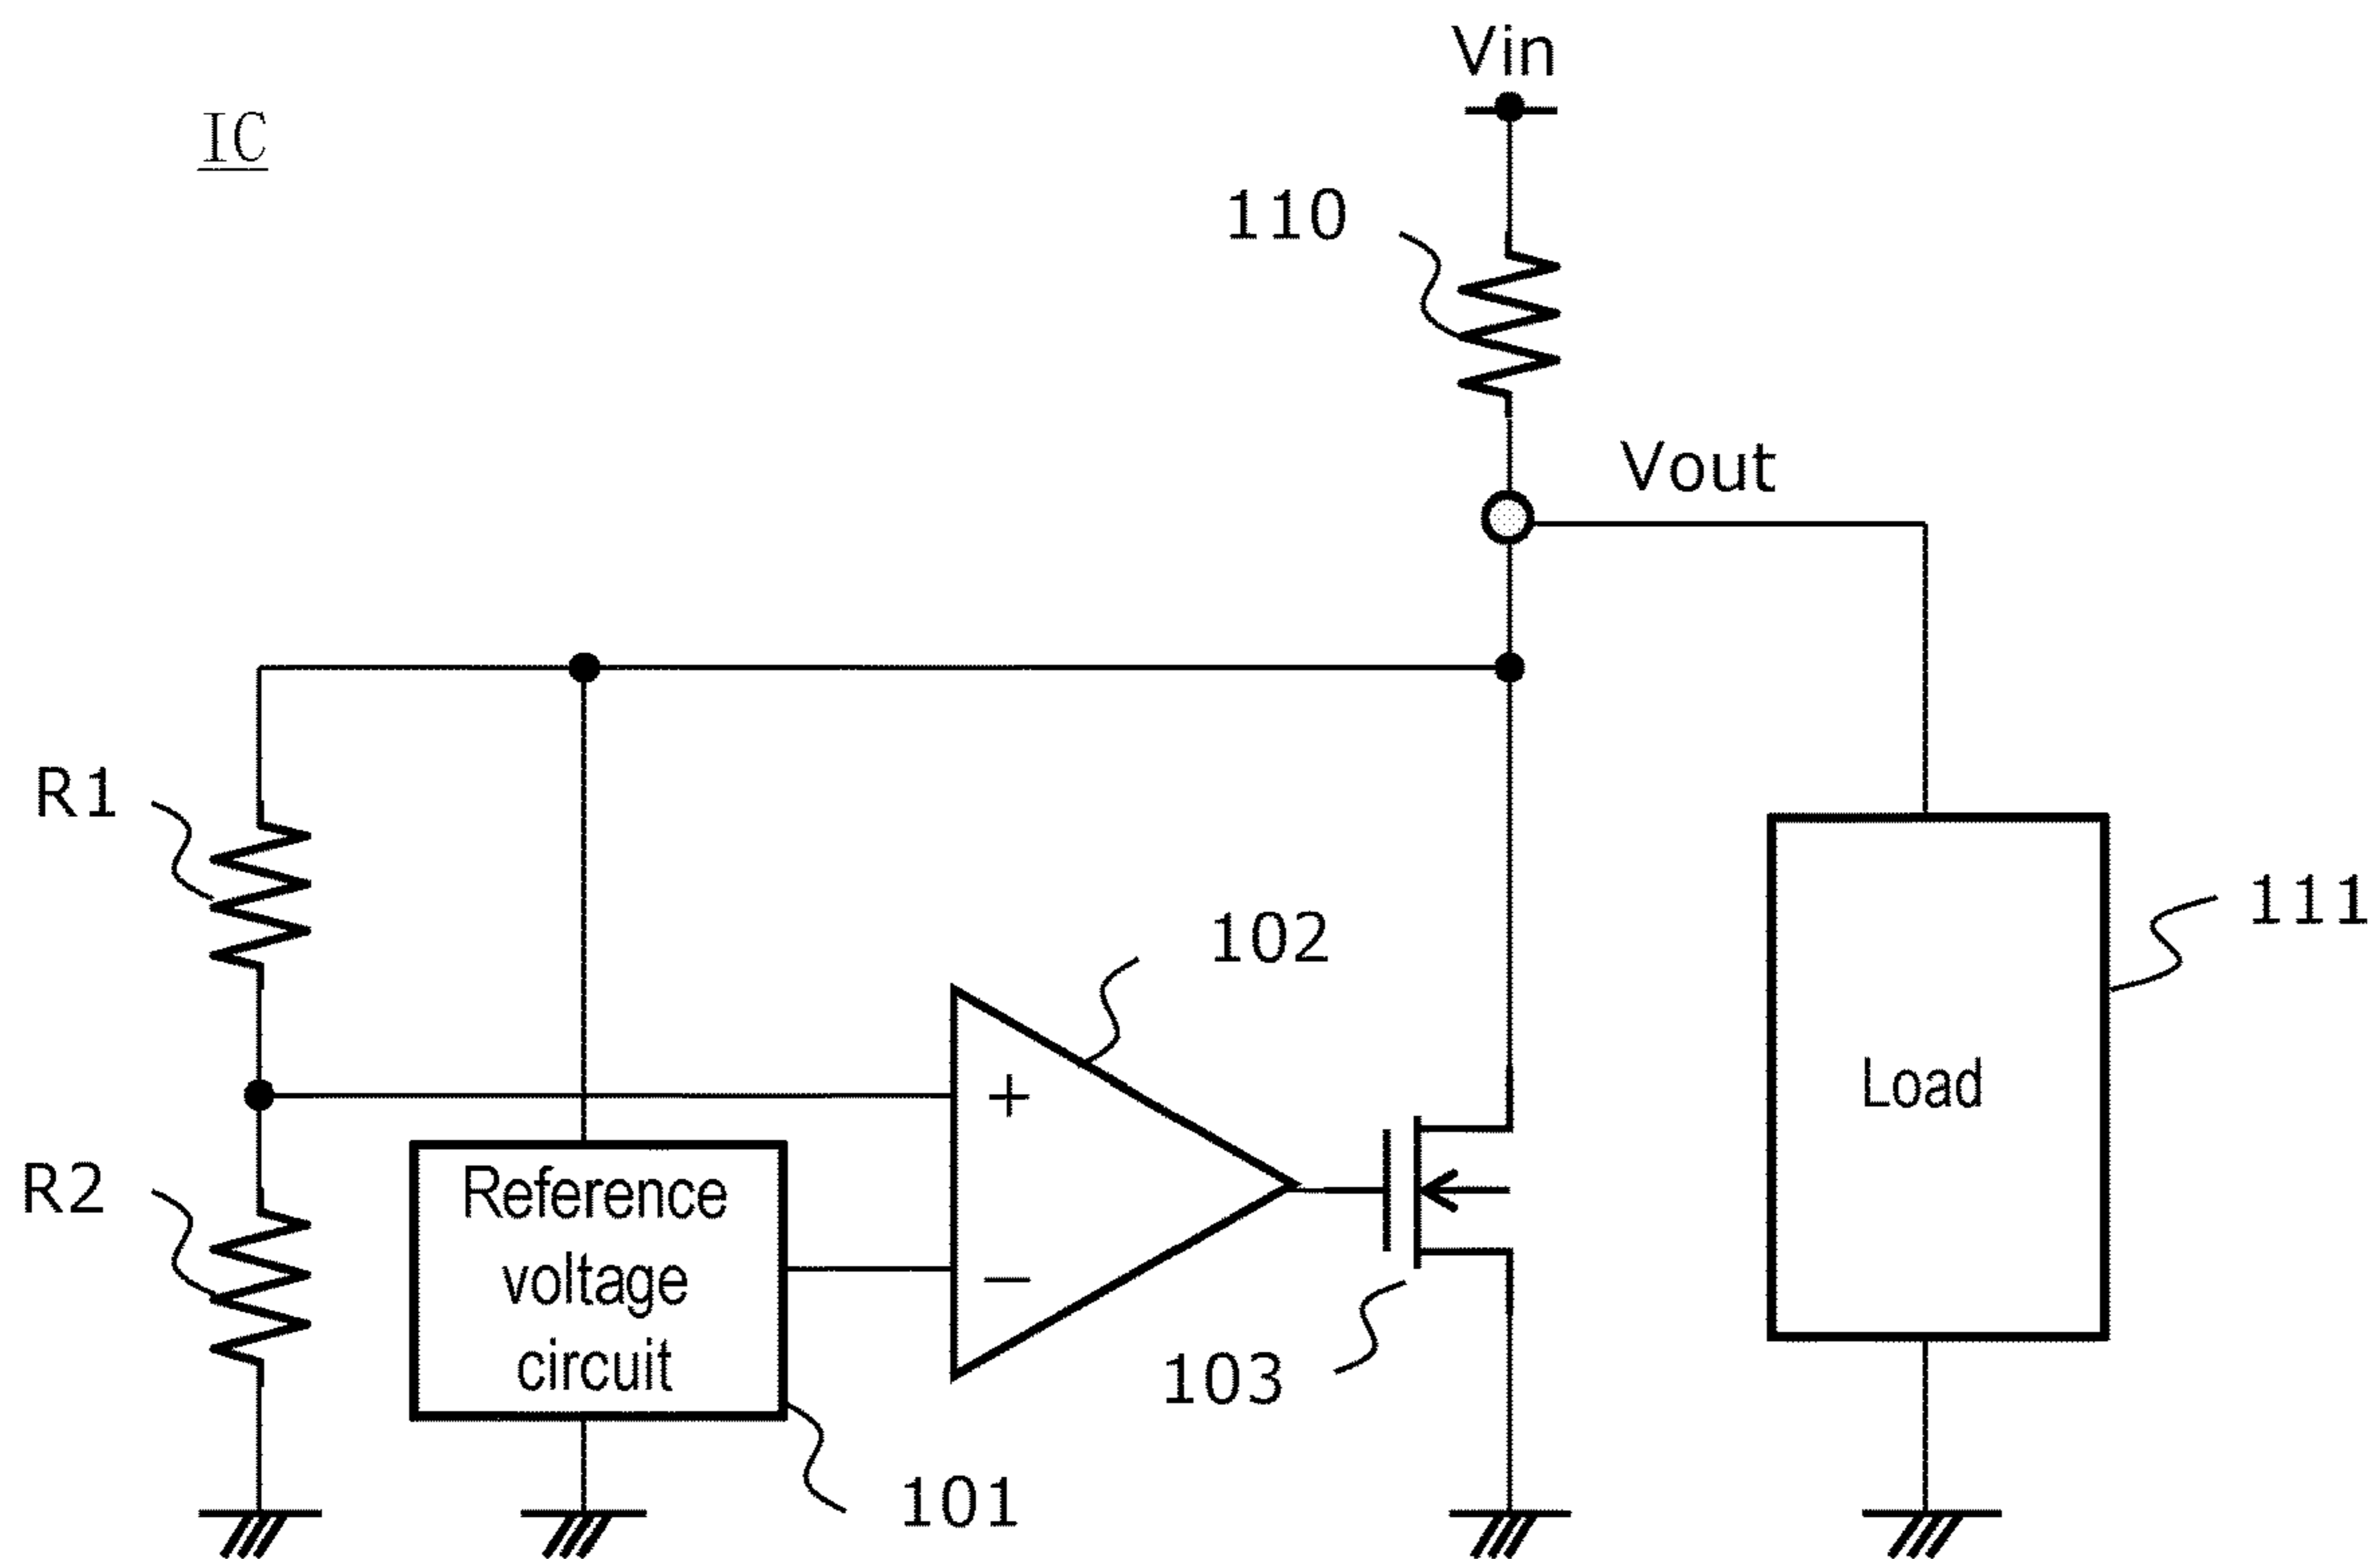 Vin
IC
110
Vout
R1
111
102
+
Load
R2
Reference
voltage
circuit
−
103
101